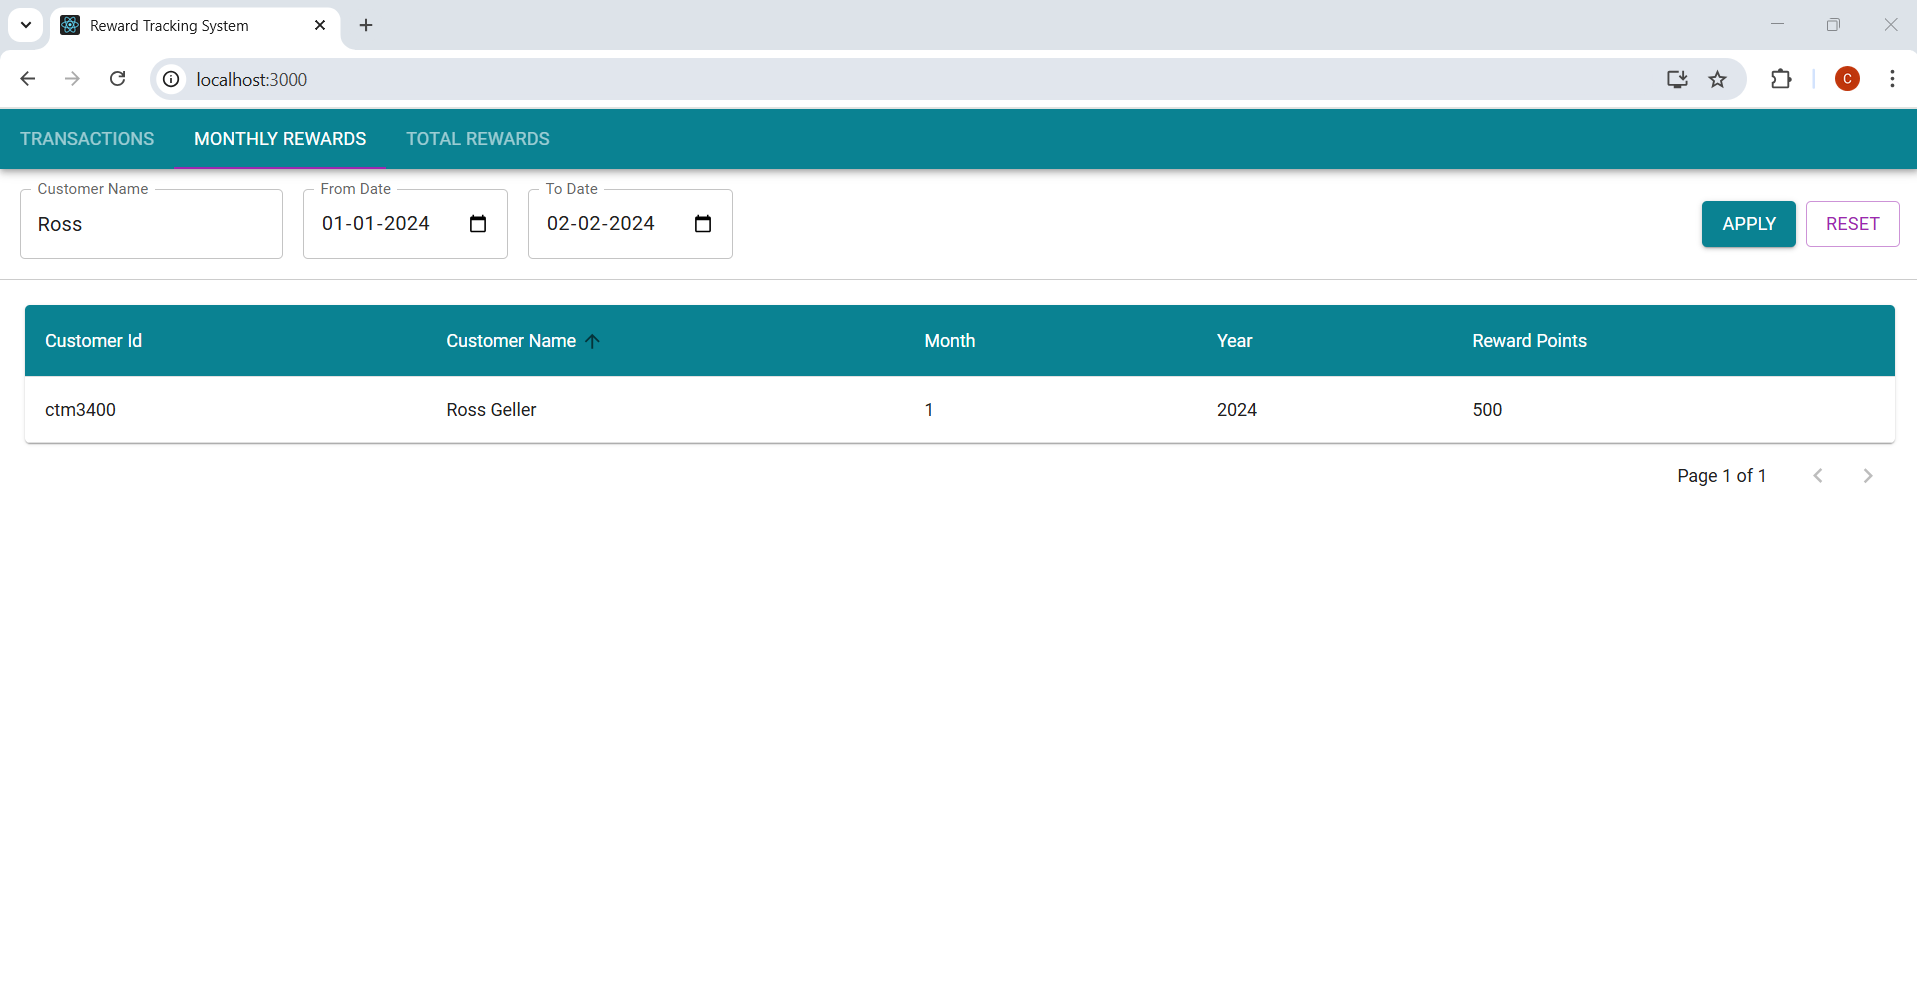 Reward Tracking System
localhost:3000
C
TRANSACTIONS MONTHLY REWARDS TOTAL REWARDS
Customer Name From Date To Date
Ross 01-01-2024 02-02-2024 APPLY RESET
Customer Id Customer Name Month Year Reward Points
ctm3400 Ross Geller 1 2024 500
Page 1 of 1